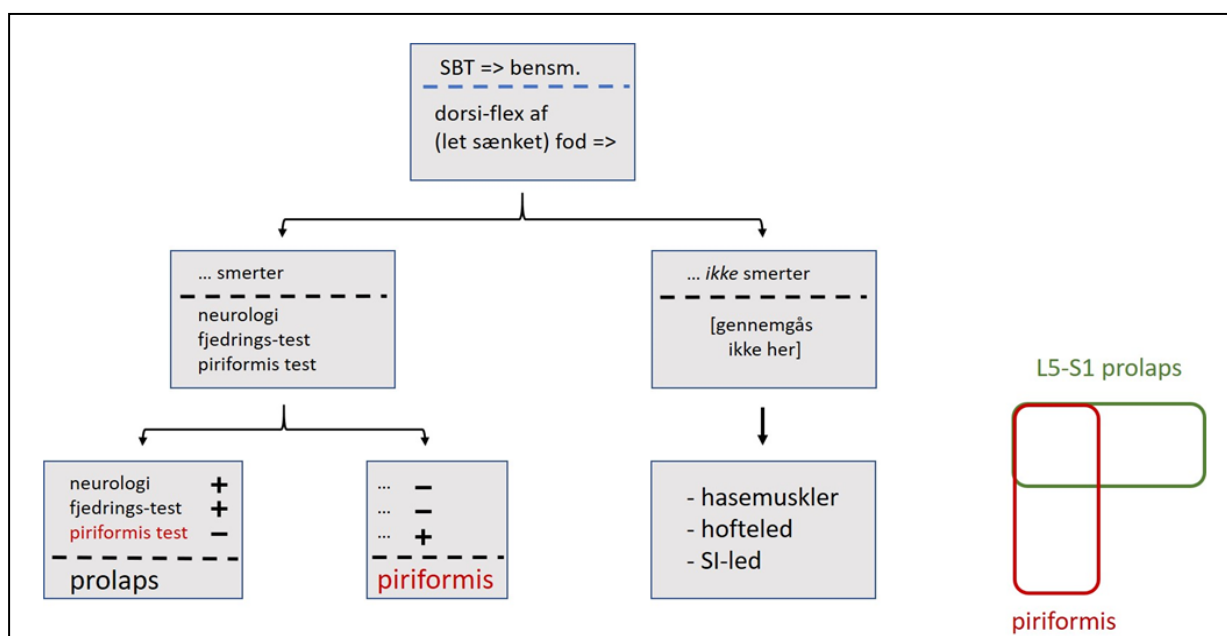 SBT => bensm.
dorsi-flex af
(let sænket) fod =>
... smerter
neurologi
fjedrings-test
piriformis test
... ikke smerter
[gennemgås
ikke her]
neurologi +
fjedrings-test +
piriformis test −
prolaps
... −
... −
... +
piriformis
- hasemuskler
- hofteled
- SI-led
L5-S1 prolaps
piriformis